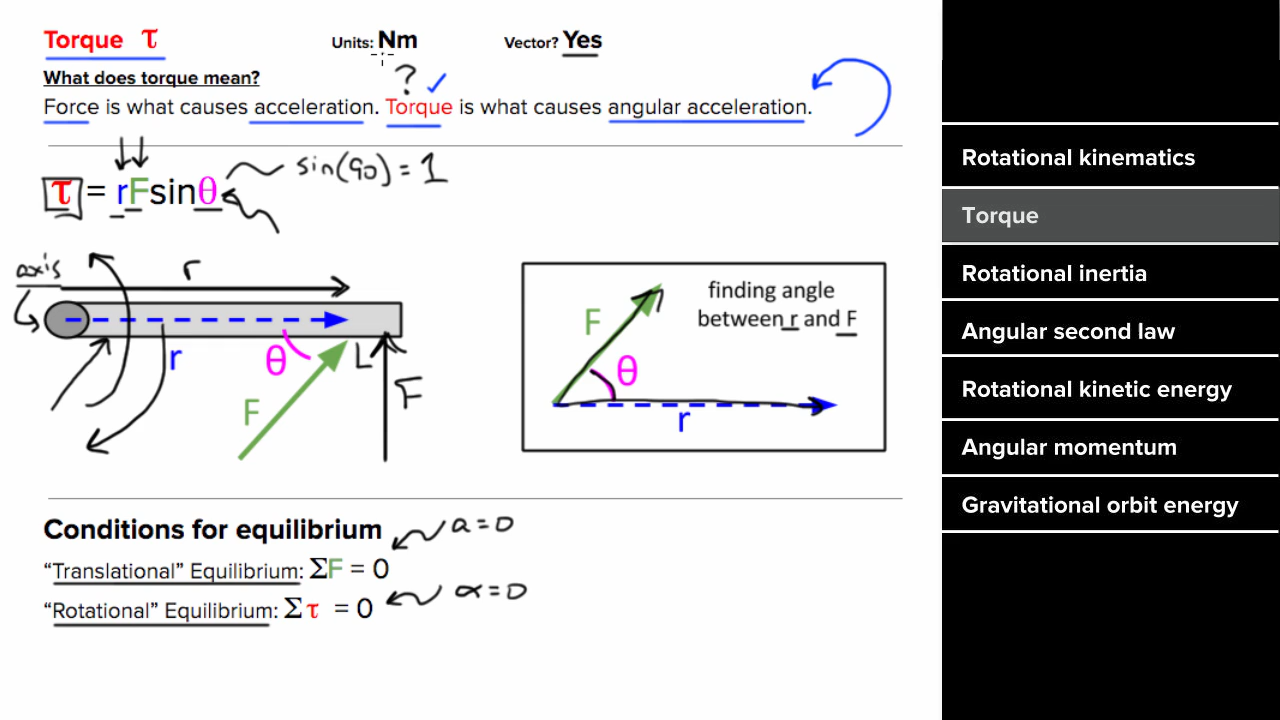 Torque τ
Units: Nm
Vector? Yes
What does torque mean?
?
Force is what causes acceleration. Torque is what causes angular acceleration.
τ = rFsinθ
sin(90) = 1
axis
r
r
θ
F
F
finding angle
between r and F
F
θ
r
Conditions for equilibrium
a = 0
"Translational" Equilibrium: ΣF = 0
"Rotational" Equilibrium: Στ = 0
α = 0
Rotational kinematics
Torque
Rotational inertia
Angular second law
Rotational kinetic energy
Angular momentum
Gravitational orbit energy